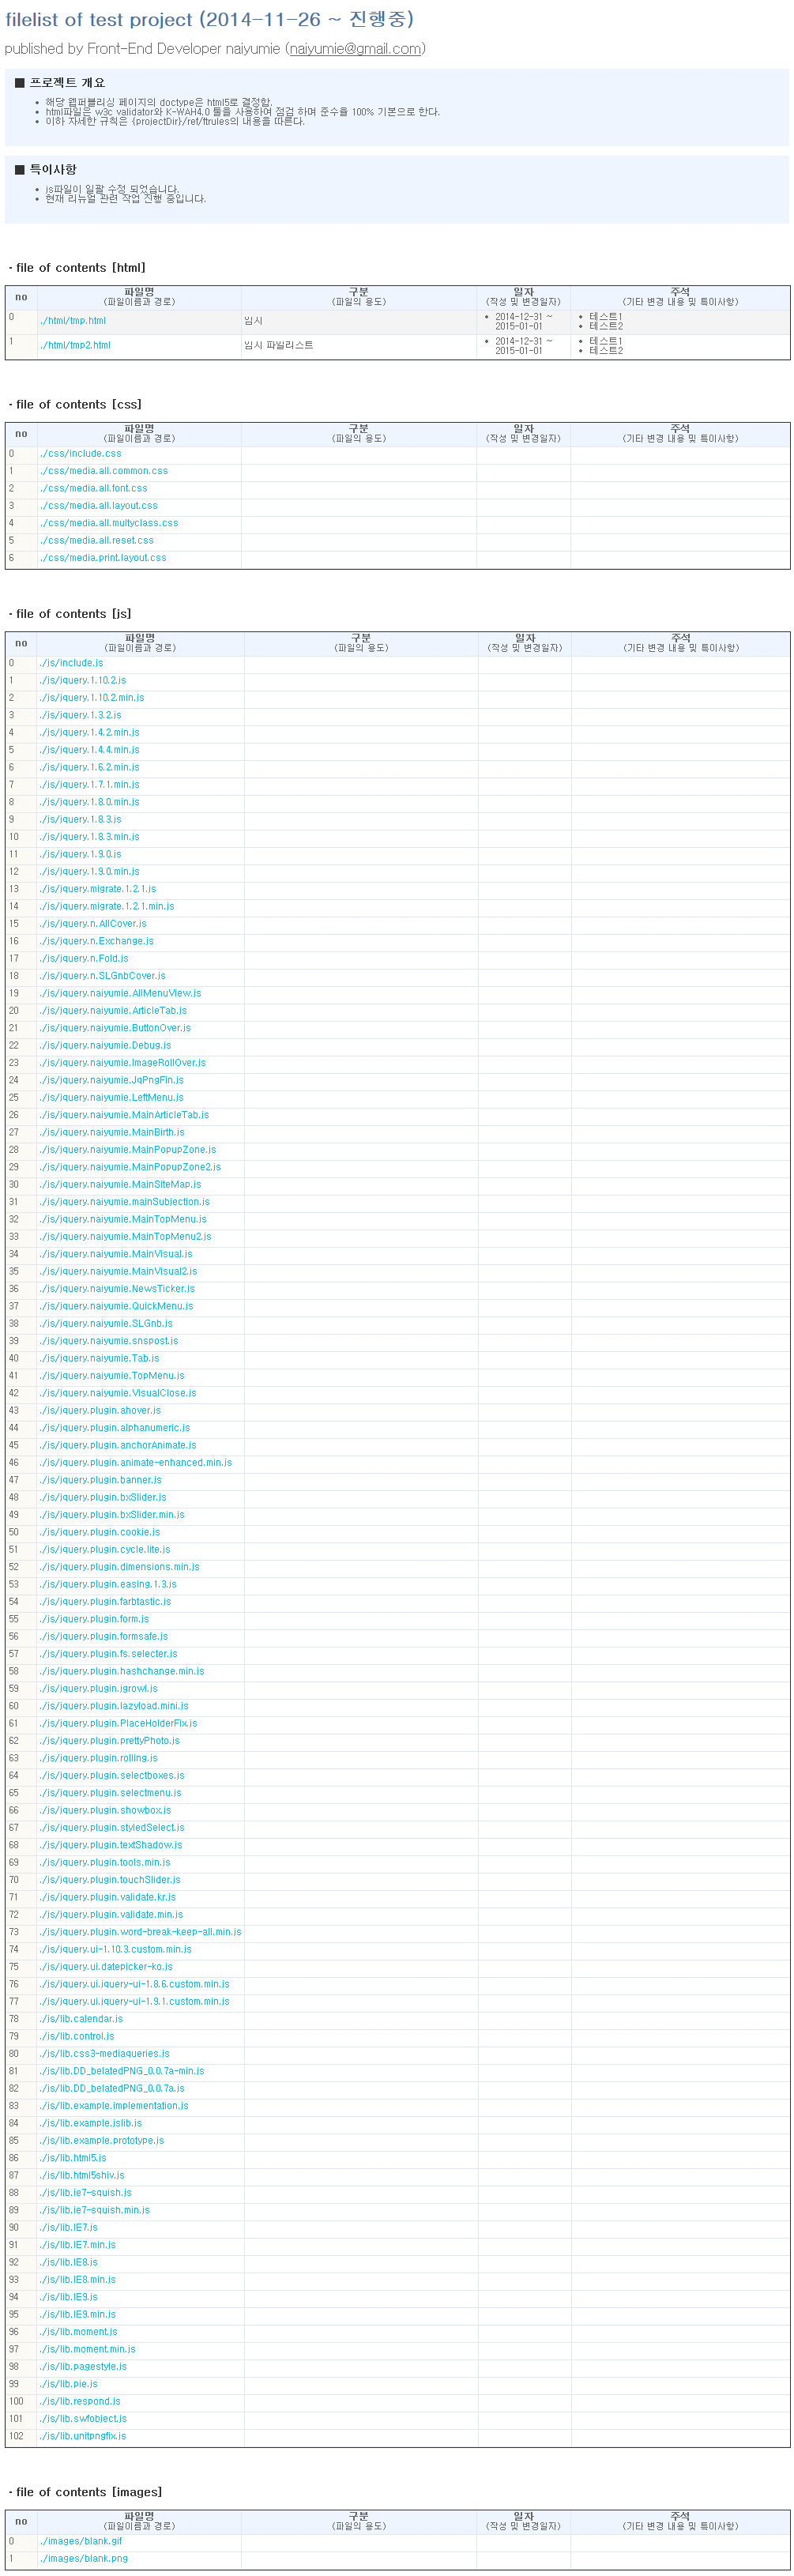 filelist of test project (2014-11-26 ~ 진행중)
published by Front-End Developer naiyumie (naiyumie@gmail.com)
■ 프로젝트 개요
• 해당 웹퍼블리싱 페이지의 doctype은 html5로 결정함.
• html파일은 w3c validator와 K-WAH4.0 툴을 사용하여 점검 하며 준수율 100% 기본으로 한다.
• 이하 자세한 규칙은 {projectDir}/ref/ftrules의 내용을 따른다.
■ 특이사항
• js파일이 일괄 수정 되었습니다.
• 현재 리뉴얼 관련 작업 진행 중입니다.
· file of contents [html]
no 파일명 구분 일자 주석
(파일이름과 경로) (파일의 용도) (작성 및 변경일자) (기타 변경 내용 및 특이사항)
0 ./html/tmp.html 임시 • 2014-12-31 ~ 2015-01-01 • 테스트1 • 테스트2
1 ./html/tmp2.html 임시 파일리스트 • 2014-12-31 ~ 2015-01-01 • 테스트1 • 테스트2
· file of contents [css]
no 파일명 구분 일자 주석
(파일이름과 경로) (파일의 용도) (작성 및 변경일자) (기타 변경 내용 및 특이사항)
0 ./css/include.css
1 ./css/media.all.common.css
2 ./css/media.all.font.css
3 ./css/media.all.layout.css
4 ./css/media.all.multyclass.css
5 ./css/media.all.reset.css
6 ./css/media.print.layout.css
· file of contents [js]
no 파일명 구분 일자 주석
(파일이름과 경로) (파일의 용도) (작성 및 변경일자) (기타 변경 내용 및 특이사항)
0 ./js/include.js
1 ./js/jquery.1.10.2.js
2 ./js/jquery.1.10.2.min.js
3 ./js/jquery.1.3.2.js
4 ./js/jquery.1.4.2.min.js
5 ./js/jquery.1.4.4.min.js
6 ./js/jquery.1.6.2.min.js
7 ./js/jquery.1.7.1.min.js
8 ./js/jquery.1.8.0.min.js
9 ./js/jquery.1.8.3.js
10 ./js/jquery.1.8.3.min.js
11 ./js/jquery.1.9.0.js
12 ./js/jquery.1.9.0.min.js
13 ./js/jquery.migrate.1.2.1.js
14 ./js/jquery.migrate.1.2.1.min.js
15 ./js/jquery.n.AllCover.js
16 ./js/jquery.n.Exchange.js
17 ./js/jquery.n.Fold.js
18 ./js/jquery.n.SLGnbCover.js
19 ./js/jquery.naiyumie.AllMenuView.js
20 ./js/jquery.naiyumie.ArticleTab.js
21 ./js/jquery.naiyumie.ButtonOver.js
22 ./js/jquery.naiyumie.Debug.js
23 ./js/jquery.naiyumie.ImageRollOver.js
24 ./js/jquery.naiyumie.JqPngFin.js
25 ./js/jquery.naiyumie.LeftMenu.js
26 ./js/jquery.naiyumie.MainArticleTab.js
27 ./js/jquery.naiyumie.MainBirth.js
28 ./js/jquery.naiyumie.MainPopupZone.js
29 ./js/jquery.naiyumie.MainPopupZone2.js
30 ./js/jquery.naiyumie.MainSiteMap.js
31 ./js/jquery.naiyumie.mainSubjection.js
32 ./js/jquery.naiyumie.MainTopMenu.js
33 ./js/jquery.naiyumie.MainTopMenu2.js
34 ./js/jquery.naiyumie.MainVisual.js
35 ./js/jquery.naiyumie.MainVisual2.js
36 ./js/jquery.naiyumie.NewsTicker.js
37 ./js/jquery.naiyumie.QuickMenu.js
38 ./js/jquery.naiyumie.SLGnb.js
39 ./js/jquery.naiyumie.snspost.js
40 ./js/jquery.naiyumie.Tab.js
41 ./js/jquery.naiyumie.TopMenu.js
42 ./js/jquery.naiyumie.VisualClose.js
43 ./js/jquery.plugin.ahover.js
44 ./js/jquery.plugin.alphanumeric.js
45 ./js/jquery.plugin.anchorAnimate.js
46 ./js/jquery.plugin.animate-enhanced.min.js
47 ./js/jquery.plugin.banner.js
48 ./js/jquery.plugin.bxSlider.js
49 ./js/jquery.plugin.bxSlider.min.js
50 ./js/jquery.plugin.cookie.js
51 ./js/jquery.plugin.cycle.lite.js
52 ./js/jquery.plugin.dimensions.min.js
53 ./js/jquery.plugin.easing.1.3.js
54 ./js/jquery.plugin.farbtastic.js
55 ./js/jquery.plugin.form.js
56 ./js/jquery.plugin.formsafe.js
57 ./js/jquery.plugin.fs.selecter.js
58 ./js/jquery.plugin.hashchange.min.js
59 ./js/jquery.plugin.jgrowl.js
60 ./js/jquery.plugin.lazyload.mini.js
61 ./js/jquery.plugin.PlaceHolderFix.js
62 ./js/jquery.plugin.prettyPhoto.js
63 ./js/jquery.plugin.rolling.js
64 ./js/jquery.plugin.selectboxes.js
65 ./js/jquery.plugin.selectmenu.js
66 ./js/jquery.plugin.showbox.js
67 ./js/jquery.plugin.styledSelect.js
68 ./js/jquery.plugin.textShadow.js
69 ./js/jquery.plugin.tools.min.js
70 ./js/jquery.plugin.touchSlider.js
71 ./js/jquery.plugin.validate.kr.js
72 ./js/jquery.plugin.validate.min.js
73 ./js/jquery.plugin.word-break-keep-all.min.js
74 ./js/jquery.ui-1.10.3.custom.min.js
75 ./js/jquery.ui.datepicker-ko.js
76 ./js/jquery.ui.jquery-ui-1.8.6.custom.min.js
77 ./js/jquery.ui.jquery-ui-1.9.1.custom.min.js
78 ./js/lib.calendar.js
79 ./js/lib.control.js
80 ./js/lib.css3-mediaqueries.js
81 ./js/lib.DD_belatedPNG_0.0.7a-min.js
82 ./js/lib.DD_belatedPNG_0.0.7a.js
83 ./js/lib.example.implementation.js
84 ./js/lib.example.jslib.js
85 ./js/lib.example.prototype.js
86 ./js/lib.html5.js
87 ./js/lib.html5shiv.js
88 ./js/lib.ie7-squish.js
89 ./js/lib.ie7-squish.min.js
90 ./js/lib.IE7.js
91 ./js/lib.IE7.min.js
92 ./js/lib.IE8.js
93 ./js/lib.IE8.min.js
94 ./js/lib.IE9.js
95 ./js/lib.IE9.min.js
96 ./js/lib.moment.js
97 ./js/lib.moment.min.js
98 ./js/lib.pagestyle.js
99 ./js/lib.pie.js
100 ./js/lib.respond.js
101 ./js/lib.swfobject.js
102 ./js/lib.unitpngfix.js
· file of contents [images]
no 파일명 구분 일자 주석
(파일이름과 경로) (파일의 용도) (작성 및 변경일자) (기타 변경 내용 및 특이사항)
0 ./images/blank.gif
1 ./images/blank.png